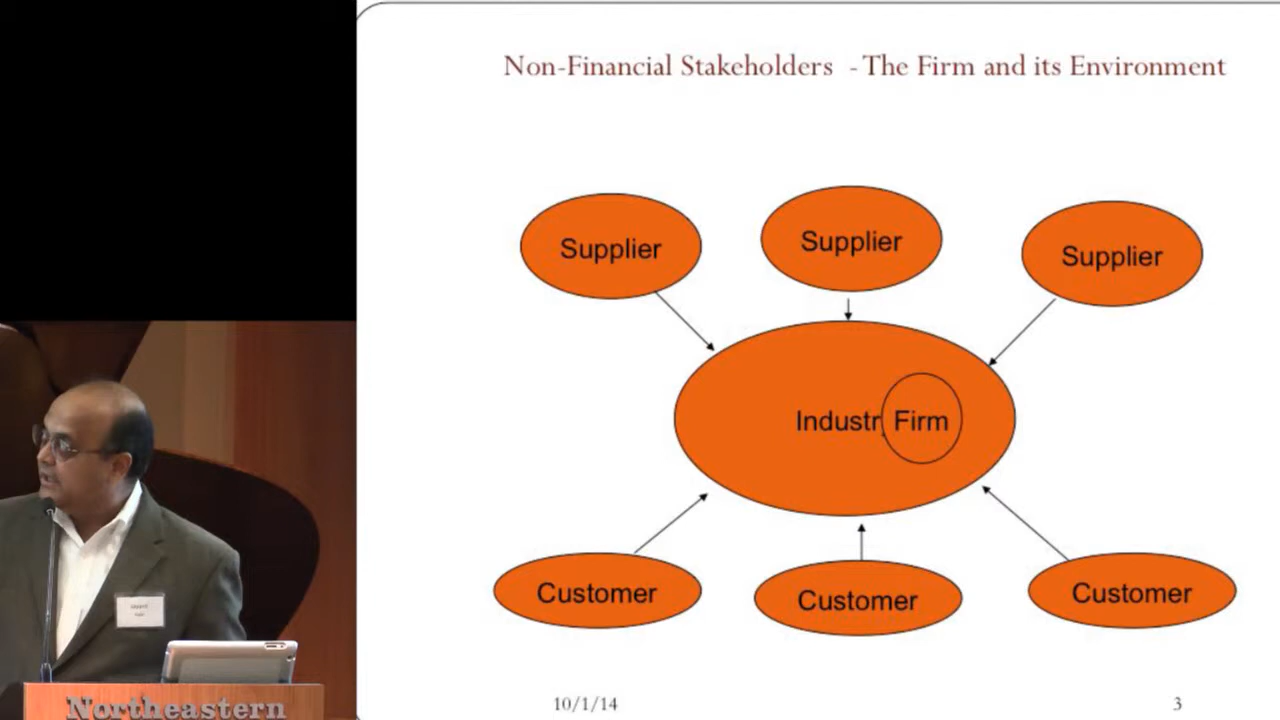 Non-Financial Stakeholders - The Firm and its Environment
Supplier
Supplier
Supplier
Industr
Firm
Customer
Customer
Customer
10/1/14
3
Northeastern